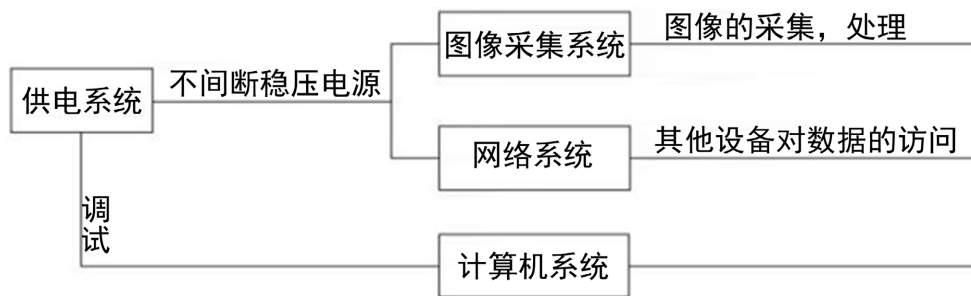 图像采集系统
图像的采集，处理
供电系统
不间断稳压电源
网络系统
其他设备对数据的访问
调试
计算机系统